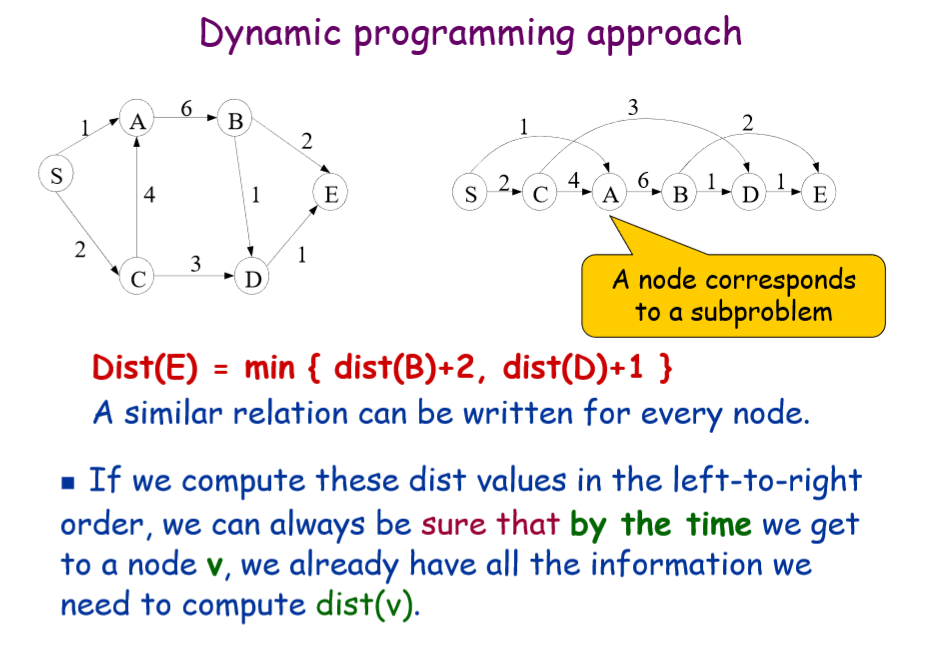 Dynamic programming approach
1 A 6 B 2
S 4 1 E
2 C 3 D 1
1 3 2
S 2 C 4 A 6 B 1 D 1 E
A node corresponds
to a subproblem
Dist(E) = min { dist(B)+2, dist(D)+1 }
A similar relation can be written for every node.
▪ If we compute these dist values in the left-to-right
order, we can always be sure that by the time we get
to a node v, we already have all the information we
need to compute dist(v).